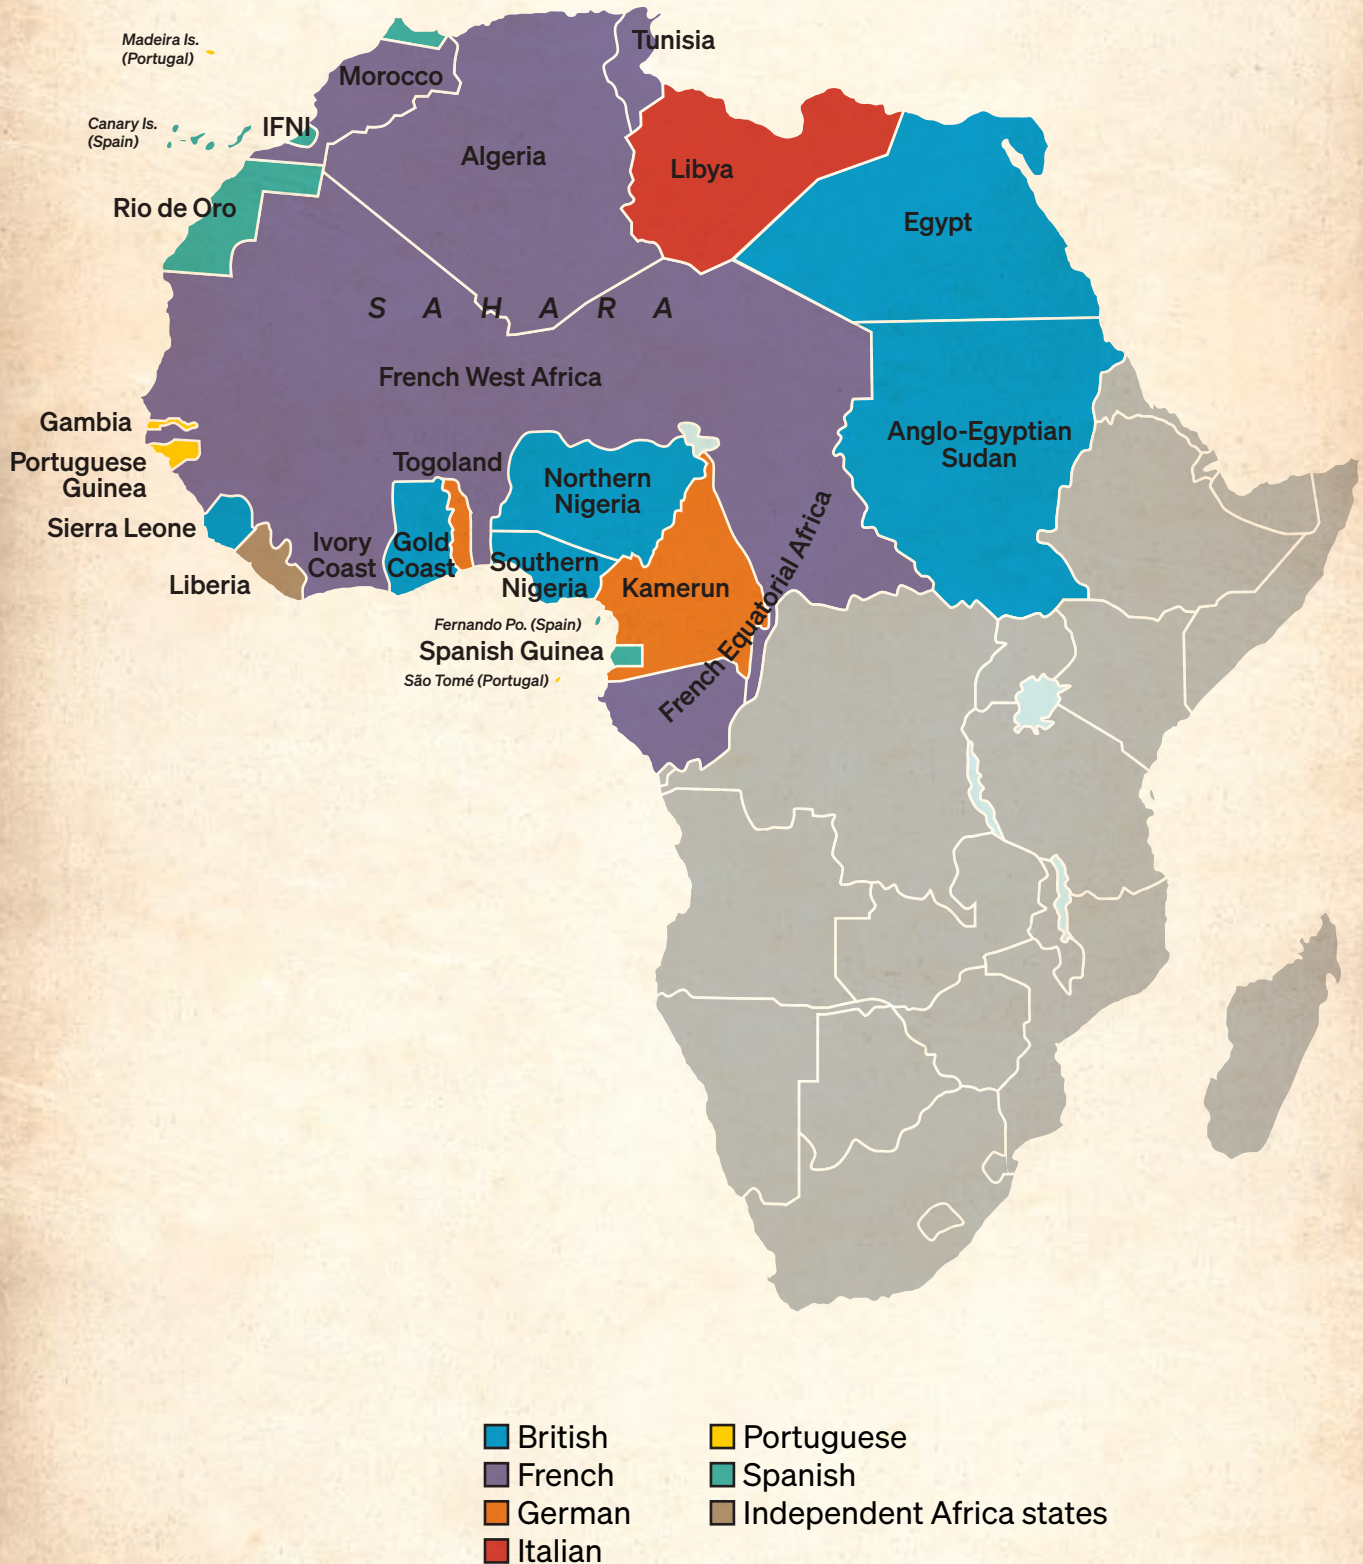 Madeira Is.
(Portugal)
Tunisia
Morocco
Canary Is.
(Spain)
IFNI
Algeria
Libya
Rio de Oro
Egypt
SAHARA
French West Africa
Gambia
Anglo-Egyptian
Sudan
Portuguese
Guinea
Togoland
Northern
Nigeria
Sierra Leone
Ivory
Coast
Gold
Coast
Southern
Nigeria
Liberia
Kamerun
French Equatorial Africa
Fernando Po. (Spain)
Spanish Guinea
São Tomé (Portugal)
British
French
German
Italian
Portuguese
Spanish
Independent Africa states